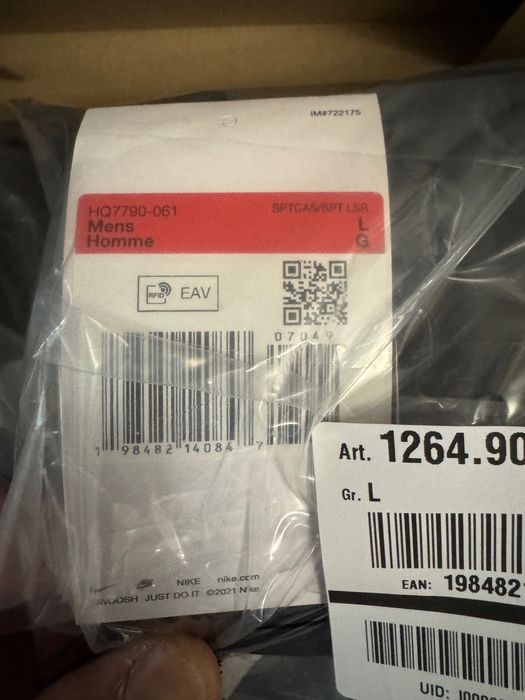 IM#722175
HQ7790-061 SPTCAS/SPT LSR
Mens L
Homme G
RFID EAV
07049
1 98482 14084 7
Art. 1264.90
Gr. L
EAN: 198482
NIKE nike.com
SWOOSH JUST DO IT ©2021 Nike
UID: